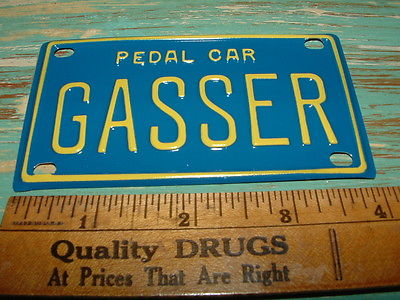 PEDAL CAR
GASSER
1 2 3 4
Quality DRUGS
At Prices That Are Right